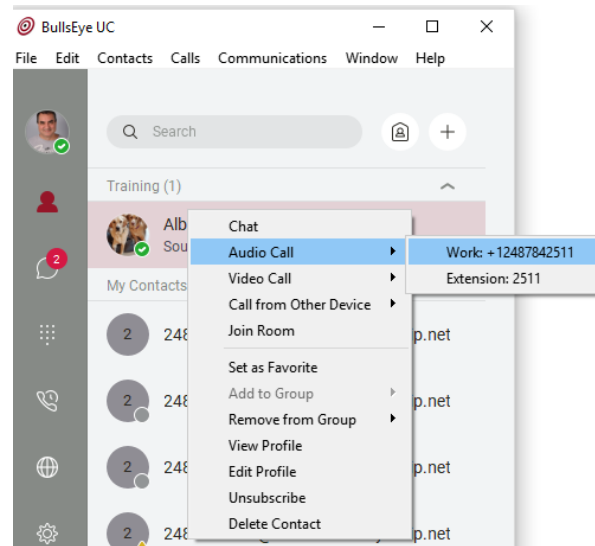 BullsEye UC
File Edit Contacts Calls Communications Window Help
Search
Training (1)
Alb
Sou
2
My Contacts
Chat
Audio Call
Video Call
Call from Other Device
Join Room
Set as Favorite
Add to Group
Remove from Group
View Profile
Edit Profile
Unsubscribe
Delete Contact
Work: +12487842511
Extension: 2511
2 248 p.net
2 248 p.net
2 248 p.net
2 248 p.net